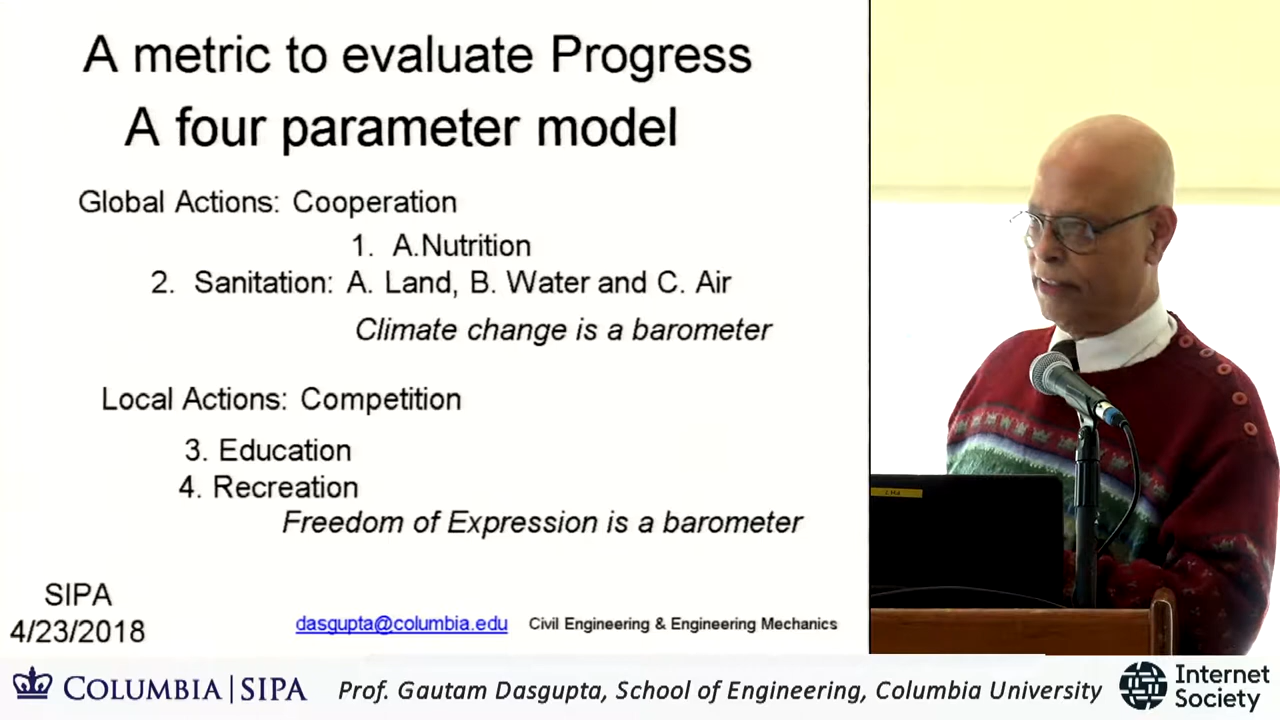 A metric to evaluate Progress
A four parameter model
Global Actions: Cooperation
1. A.Nutrition
2. Sanitation: A. Land, B. Water and C. Air
Climate change is a barometer
Local Actions: Competition
3. Education
4. Recreation
Freedom of Expression is a barometer
SIPA
4/23/2018
dasgupta@columbia.edu Civil Engineering & Engineering Mechanics
COLUMBIA | SIPA
Prof. Gautam Dasgupta, School of Engineering, Columbia University
Internet
Society